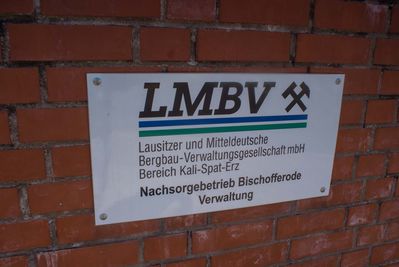 LMBV
Lausitzer und Mitteldeutsche
Bergbau-Verwaltungsgesellschaft mbH
Bereich Kali-Spat-Erz
Nachsorgebetrieb Bischofferode
Verwaltung